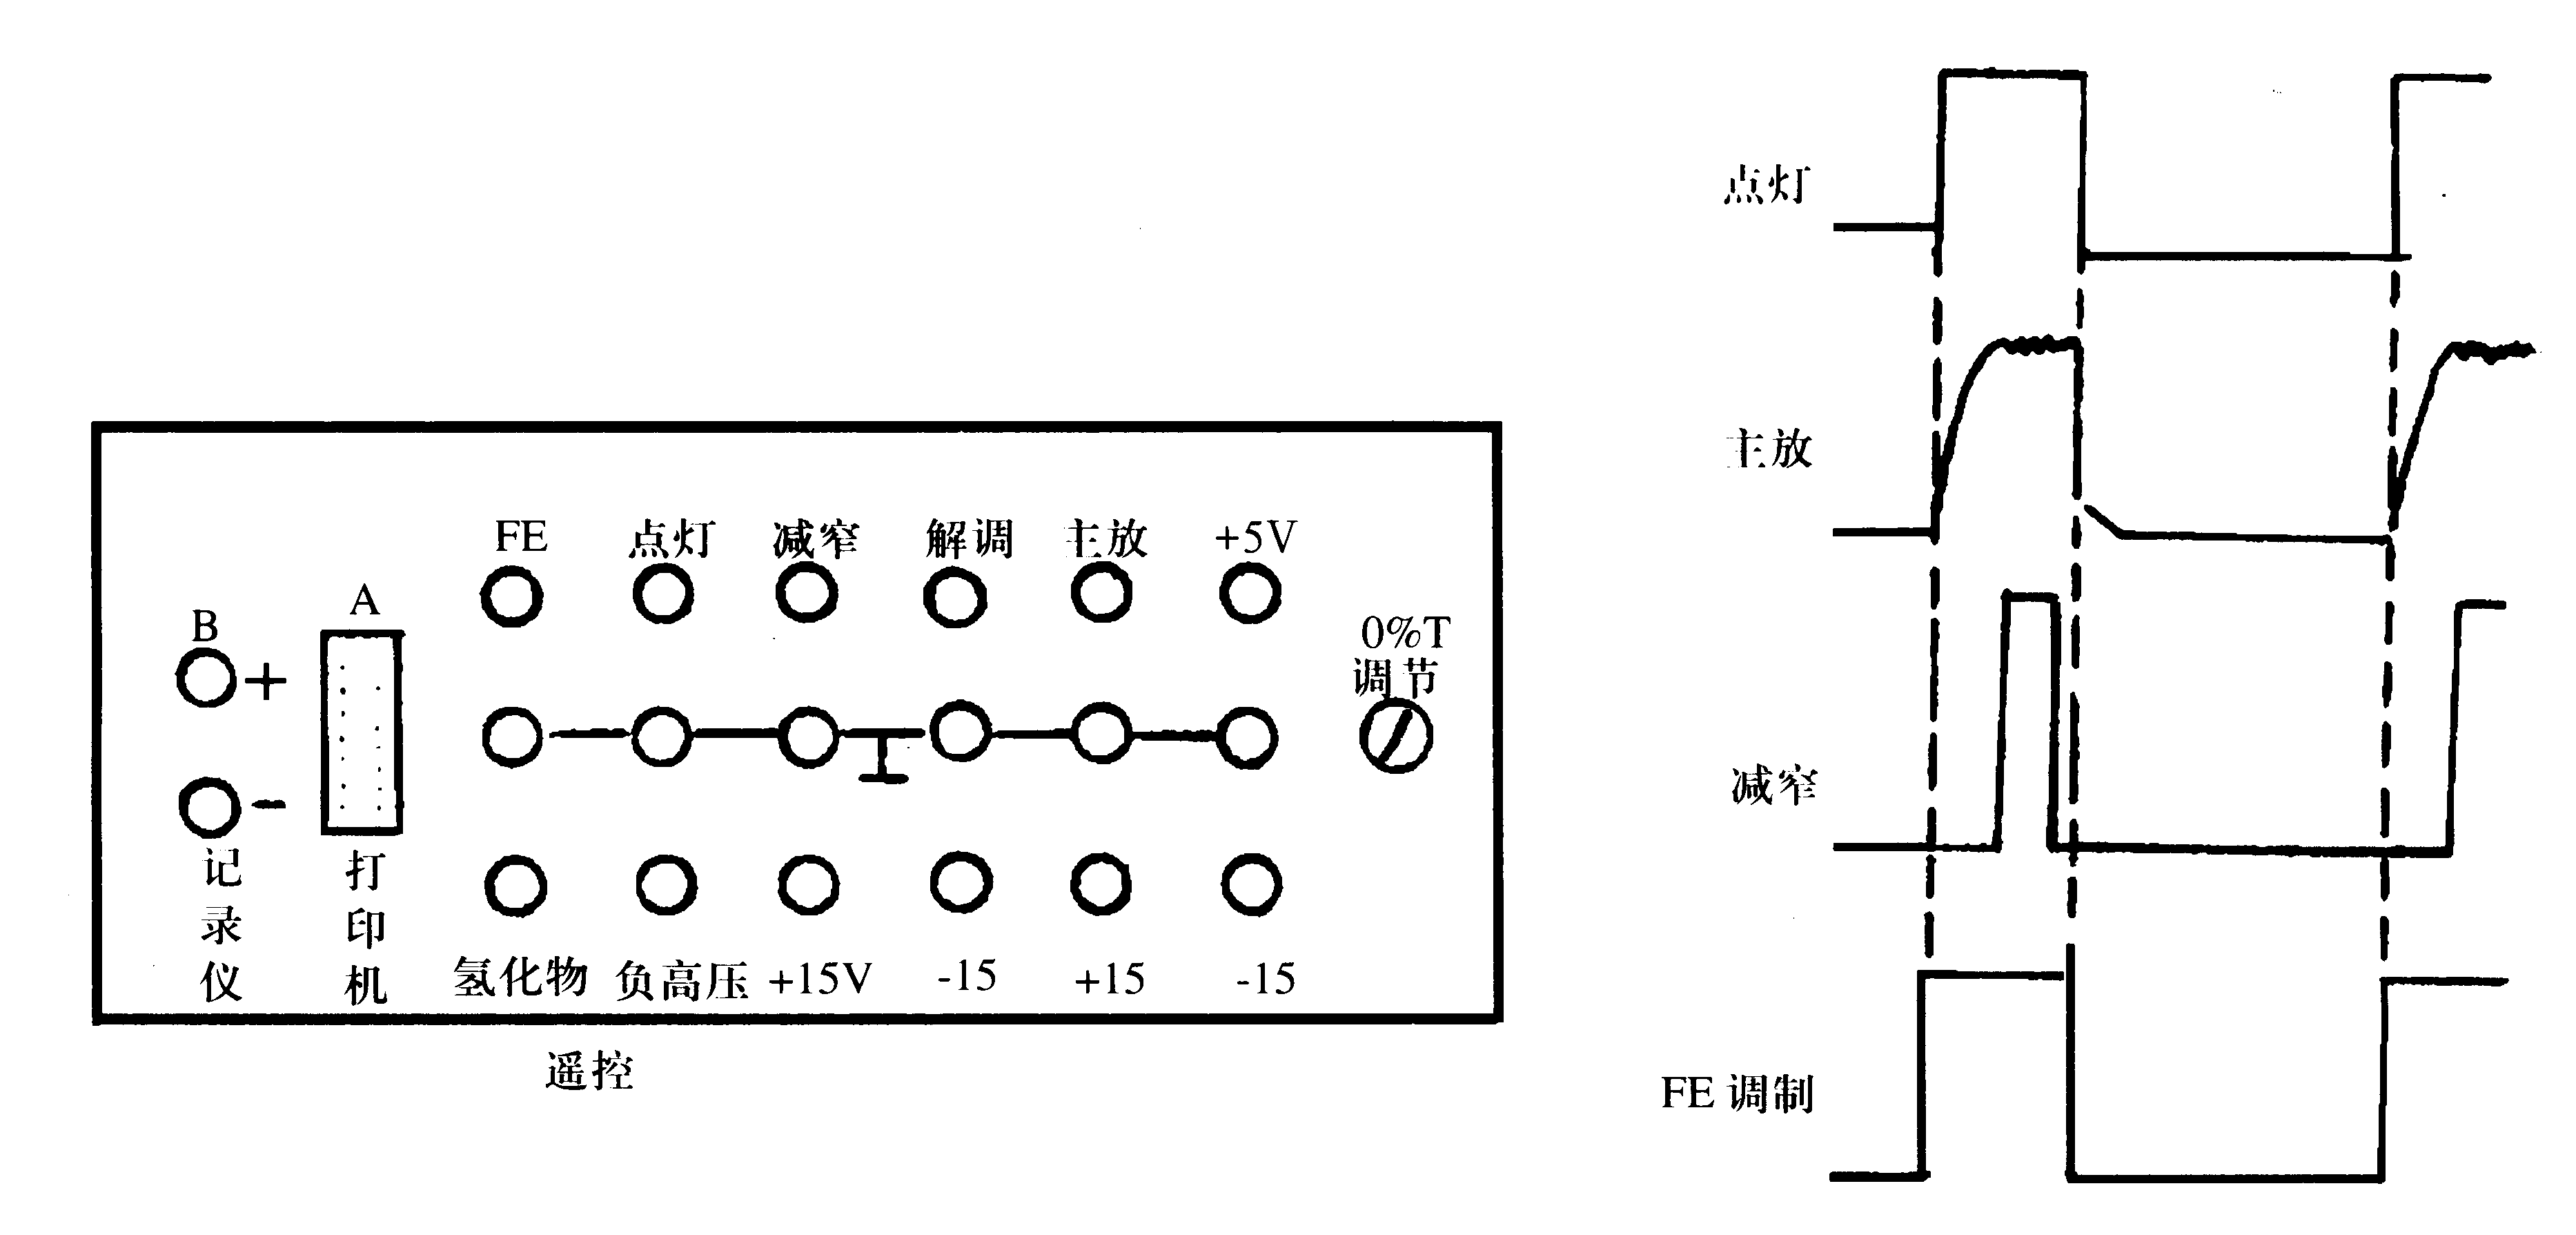 FE 点灯 减窄 解调 主放 +5V
B
+
-
记录仪
A
打印机
0%T
调节
氢化物 负高压 +15V -15 +15 -15
遥控
点灯
主放
减窄
FE 调制